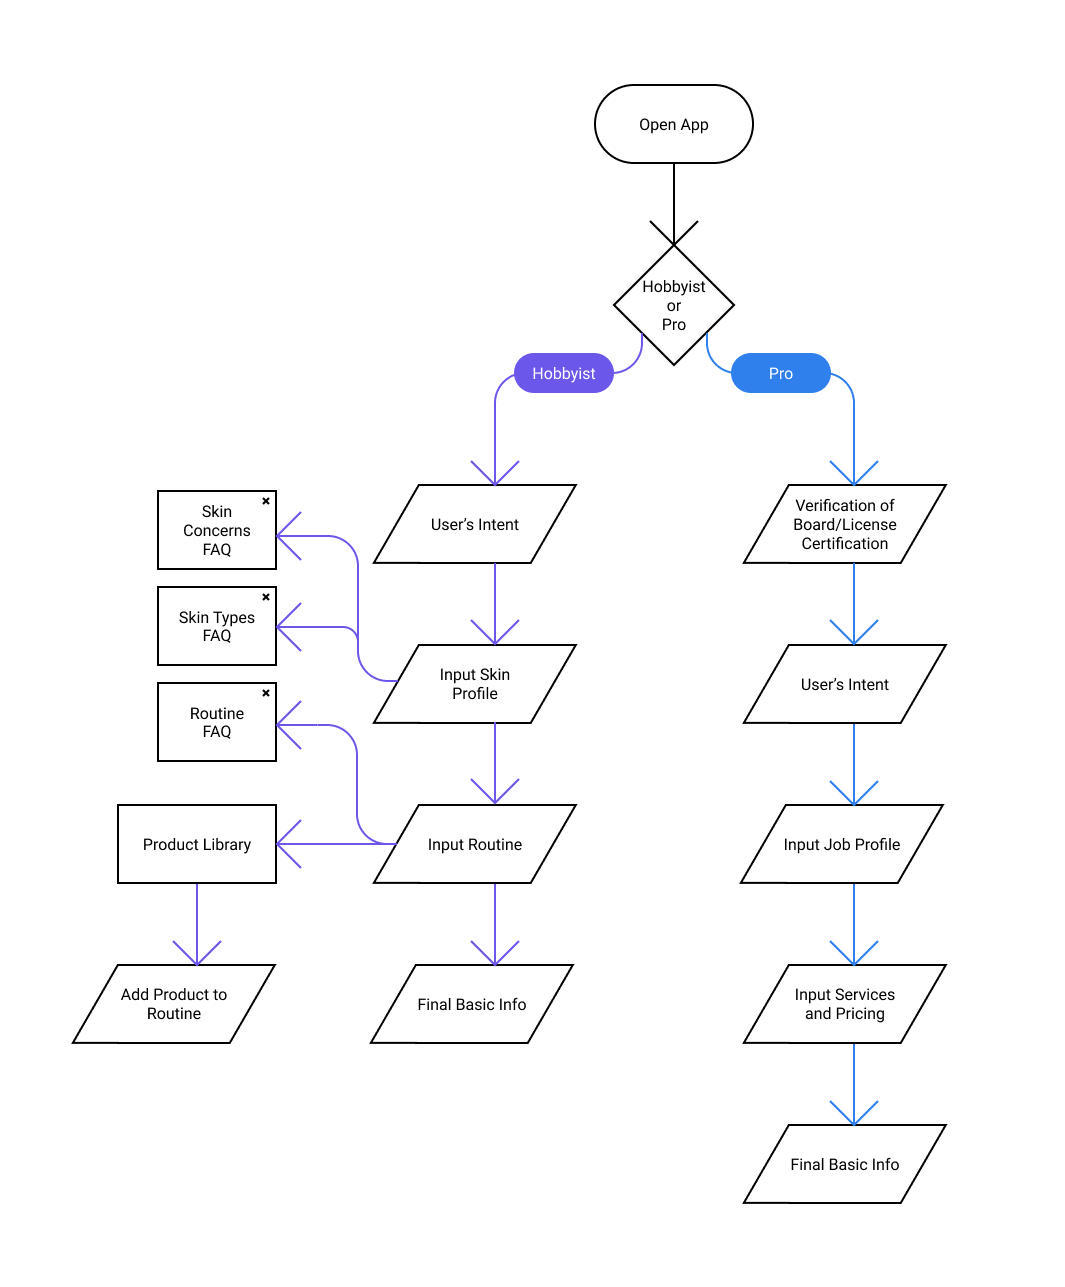 Open App
Hobbyist
or
Pro
Hobbyist
Pro
Skin
Concerns
FAQ
User’s Intent
Verification of
Board/License
Certification
Skin Types
FAQ
Input Skin
Profile
User’s Intent
Routine
FAQ
Product Library
Input Routine
Input Job Profile
Add Product to
Routine
Final Basic Info
Input Services
and Pricing
Final Basic Info